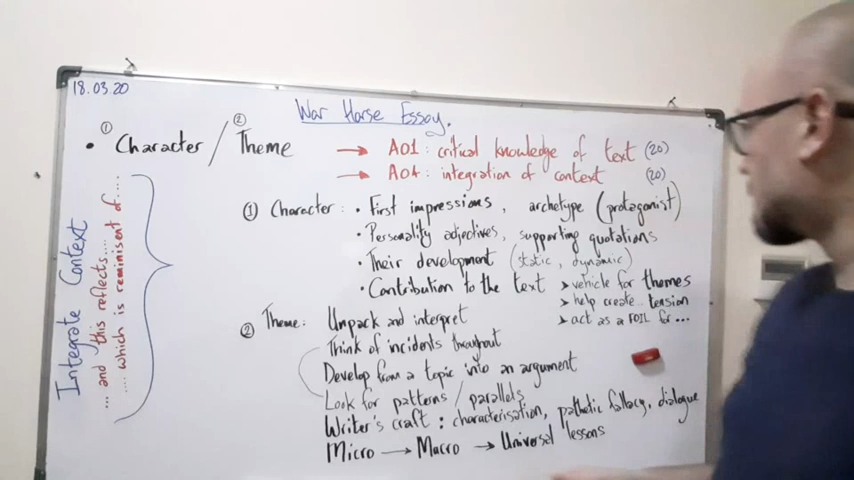 18.03.20
War Horse Essay.
① ②
• Character / Theme → AO1: critical knowledge of text (20)
→ AO4: integration of context (20)
Integrate Context
... and this reflects....
.... which is reminisent of....
① Character: • First impressions, archetype (protagonist)
• Personality adjectives, supporting quotations
• Their development (static, dynamic)
• Contribution to the text ➤ vehicle for themes
➤ help create tension
➤ act as a FOIL for ...
② Theme: Unpack and interpret
Think of incidents throughout
Develop from a topic into an argument
Look for patterns / parallels
Writer's craft: characterisation, pathetic fallacy, dialogue
Micro → Macro → Universal lessons